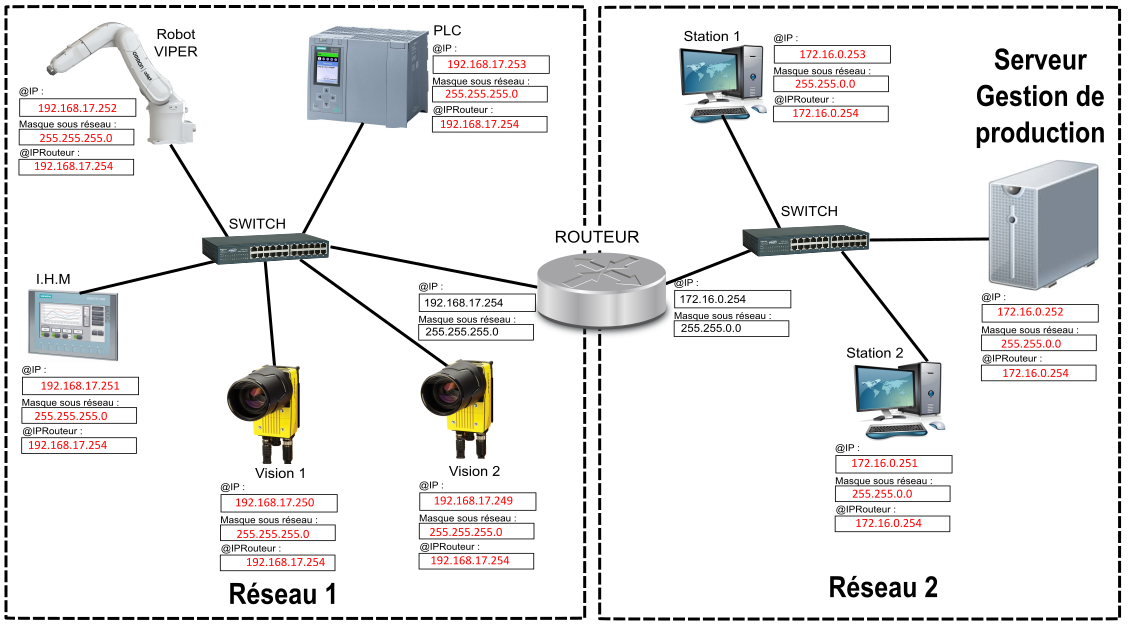 Robot
VIPER
@IP :
192.168.17.252
Masque sous réseau :
255.255.255.0
@IPRouteur :
192.168.17.254
PLC
@IP :
192.168.17.253
Masque sous réseau :
255.255.255.0
@IPRouteur :
192.168.17.254
SWITCH
I.H.M
@IP :
192.168.17.251
Masque sous réseau :
255.255.255.0
@IPRouteur :
192.168.17.254
Vision 1
@IP :
192.168.17.250
Masque sous réseau :
255.255.255.0
@IPRouteur :
192.168.17.254
Vision 2
@IP :
192.168.17.249
Masque sous réseau :
255.255.255.0
@IPRouteur :
192.168.17.254
Réseau 1
ROUTEUR
@IP :
192.168.17.254
Masque sous réseau :
255.255.255.0
@IP :
172.16.0.254
Masque sous réseau :
255.255.0.0
Station 1
@IP :
172.16.0.253
Masque sous réseau :
255.255.0.0
@IPRouteur :
172.16.0.254
Serveur
Gestion de
production
SWITCH
@IP :
172.16.0.252
Masque sous réseau :
255.255.0.0
@IPRouteur :
172.16.0.254
Station 2
@IP :
172.16.0.251
Masque sous réseau :
255.255.0.0
@IPRouteur :
172.16.0.254
Réseau 2